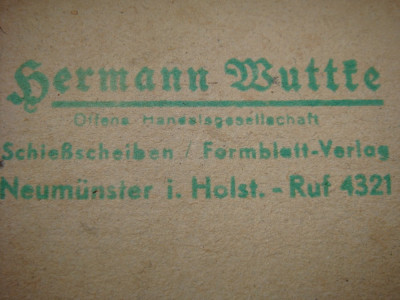 Hermann Wuttke
Offene Handelsgesellschaft
Schießscheiben / Formblatt-Verlag
Neumünster i. Holst. - Ruf 4321